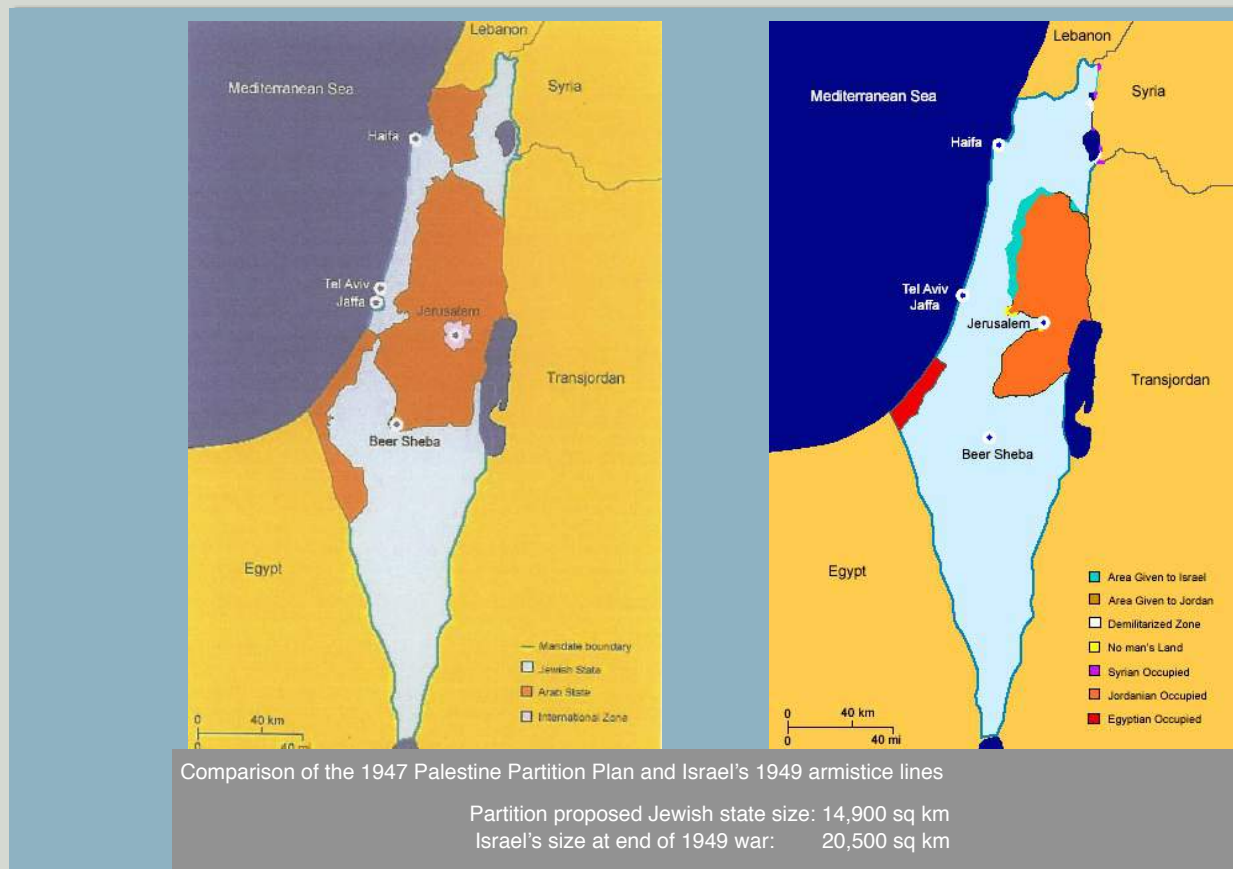 Lebanon
Mediterranean Sea
Syria
Haifa
Tel Aviv
Jaffa
Jerusalem
Transjordan
Beer Sheba
Egypt
Mandate boundary
Jewish State
Arab State
International Zone
0 40 km
0 40 mi
Lebanon
Mediterranean Sea
Syria
Haifa
Tel Aviv
Jaffa
Jerusalem
Transjordan
Beer Sheba
Egypt
Area Given to Israel
Area Given to Jordan
Demilitarized Zone
No man's Land
Syrian Occupied
Jordanian Occupied
Egyptian Occupied
0 40 km
0 40 mi
Comparison of the 1947 Palestine Partition Plan and Israel’s 1949 armistice lines
Partition proposed Jewish state size: 14,900 sq km
Israel’s size at end of 1949 war: 20,500 sq km